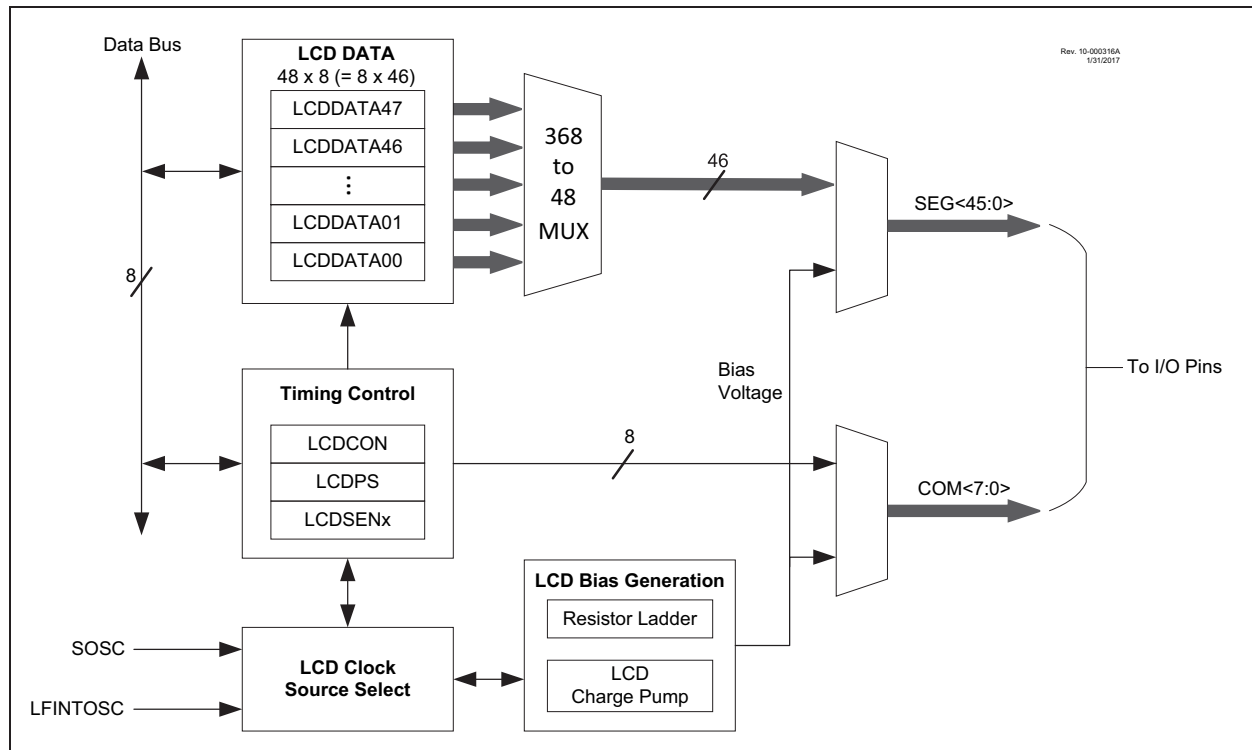 Data Bus
LCD DATA
48 x 8 (= 8 x 46)
LCDDATA47
LCDDATA46
⋮
LCDDATA01
LCDDATA00
Rev. 10-000316A
1/31/2017
368
to
48
MUX
46
SEG<45:0>
8
Timing Control
LCDCON
LCDPS
LCDSENx
8
Bias
Voltage
To I/O Pins
COM<7:0>
LCD Bias Generation
Resistor Ladder
LCD
Charge Pump
SOSC
LFINTOSC
LCD Clock
Source Select